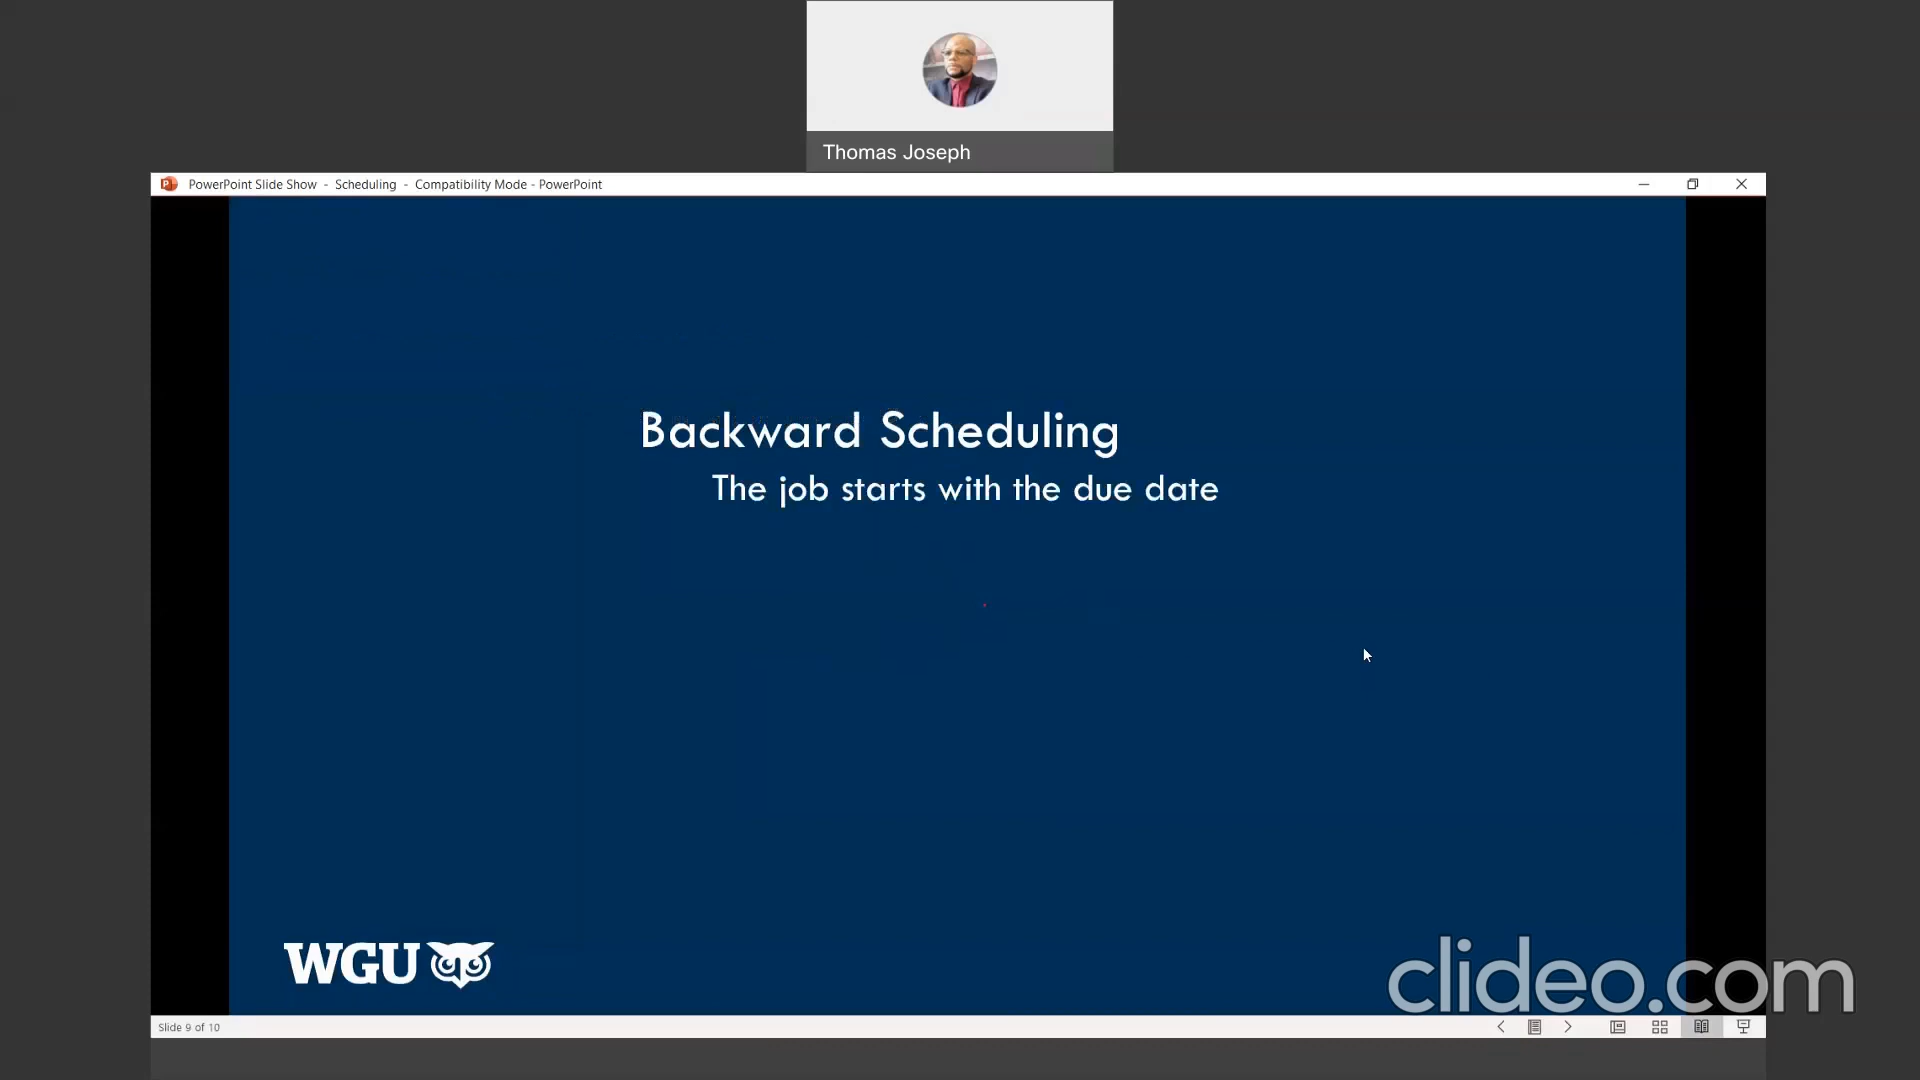 Thomas Joseph
PowerPoint Slide Show - Scheduling - Compatibility Mode - PowerPoint
Backward Scheduling
The job starts with the due date
WGU
clideo.com
Slide 9 of 10